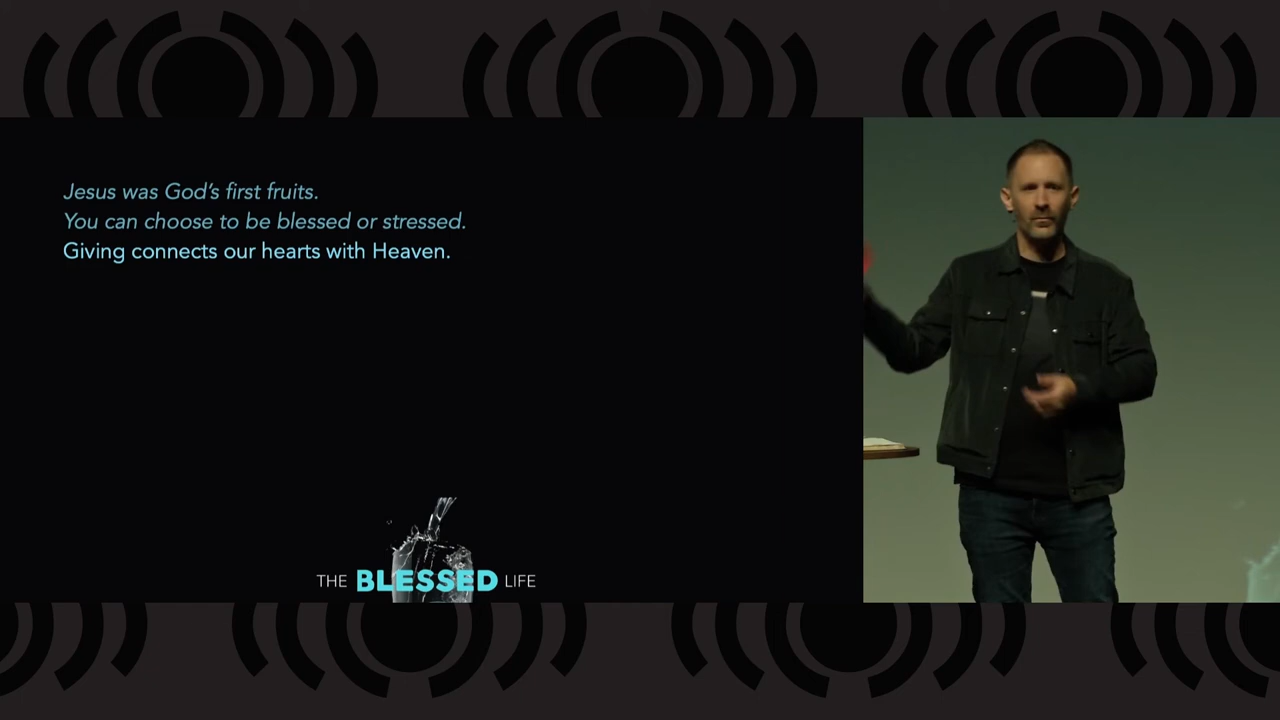 Jesus was God's first fruits.
You can choose to be blessed or stressed.
Giving connects our hearts with Heaven.
THE BLESSED LIFE